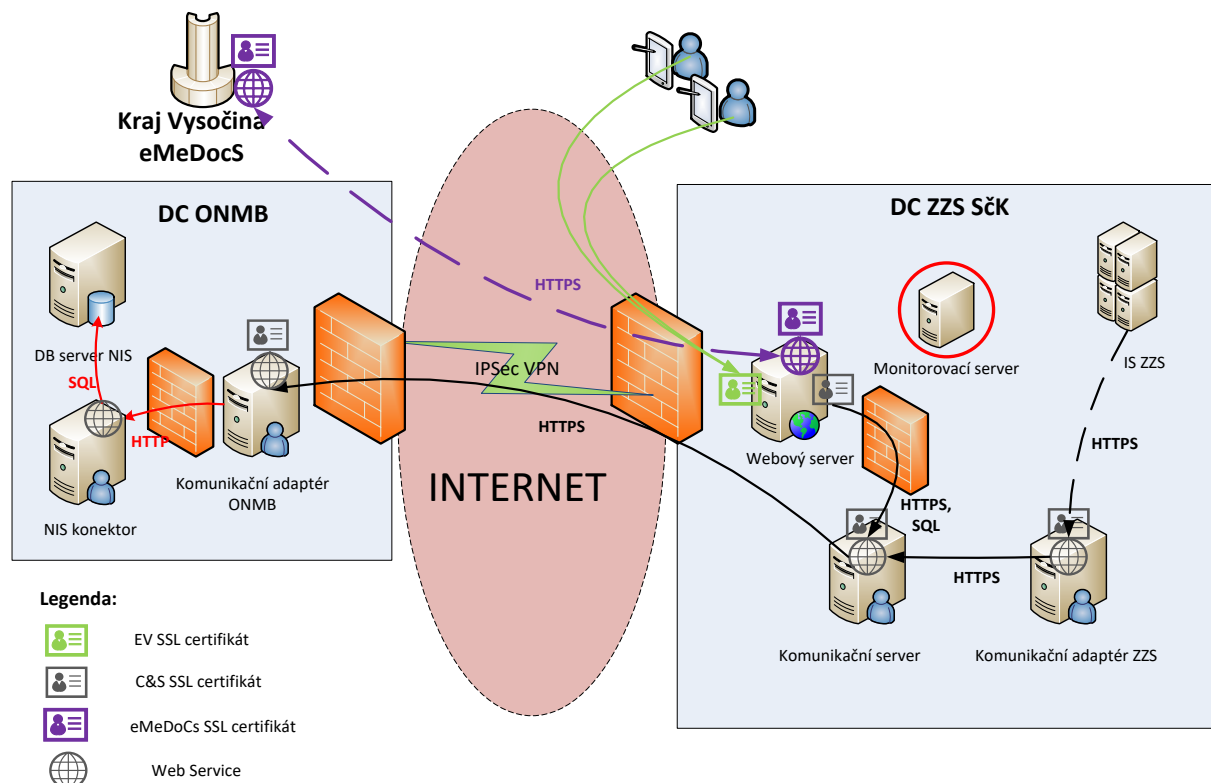 Kraj Vysočina
eMeDocS
DC ONMB
DB server NIS
SQL
HTTP
NIS konektor
Komunikační adaptér
ONMB
IPSec VPN
HTTPS
HTTPS
INTERNET
DC ZZS SčK
Monitorovací server
IS ZZS
Webový server
HTTPS
HTTPS,
SQL
HTTPS
Komunikační server
Komunikační adaptér ZZS
Legenda:
EV SSL certifikát
C&S SSL certifikát
eMeDoCs SSL certifikát
Web Service